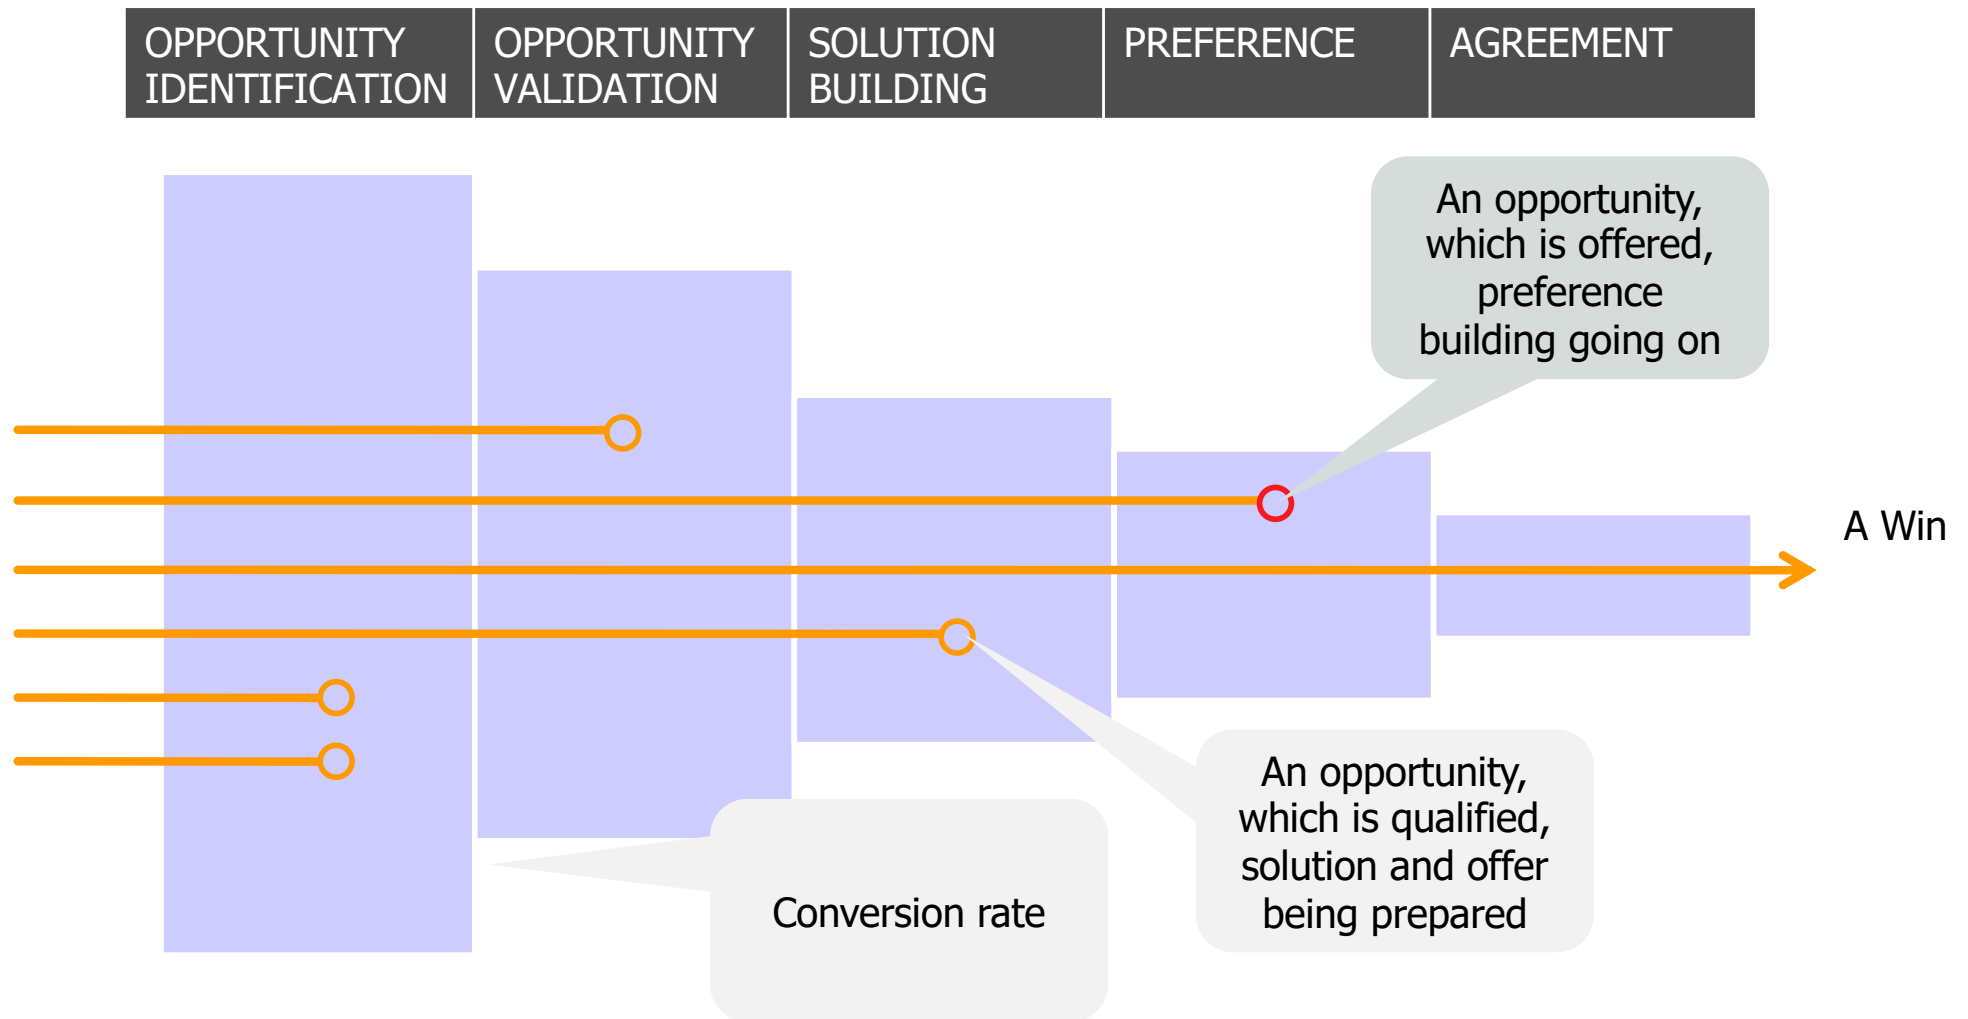 OPPORTUNITY
IDENTIFICATION
OPPORTUNITY
VALIDATION
SOLUTION
BUILDING
PREFERENCE
AGREEMENT
An opportunity,
which is offered,
preference
building going on
A Win
An opportunity,
which is qualified,
solution and offer
being prepared
Conversion rate